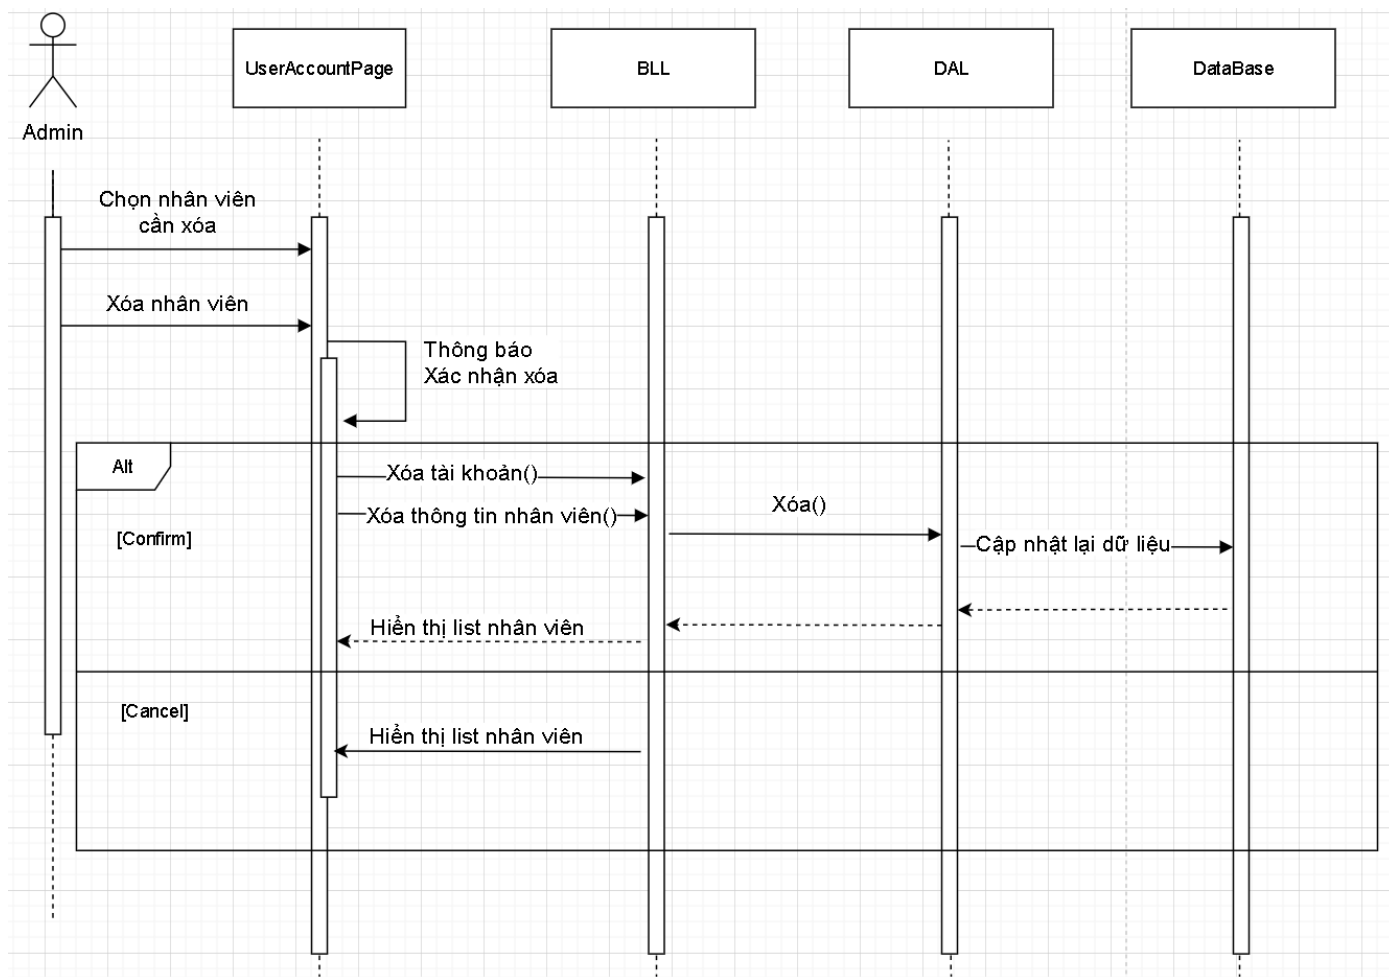 UserAccountPage
BLL
DAL
DataBase
Admin
Chọn nhân viên
cần xóa
Xóa nhân viên
Thông báo
Xác nhận xóa
Alt
Xóa tài khoản()
Xóa()
Xóa thông tin nhân viên()
[Confirm]
Cập nhật lại dữ liệu
Hiển thị list nhân viên
[Cancel]
Hiển thị list nhân viên